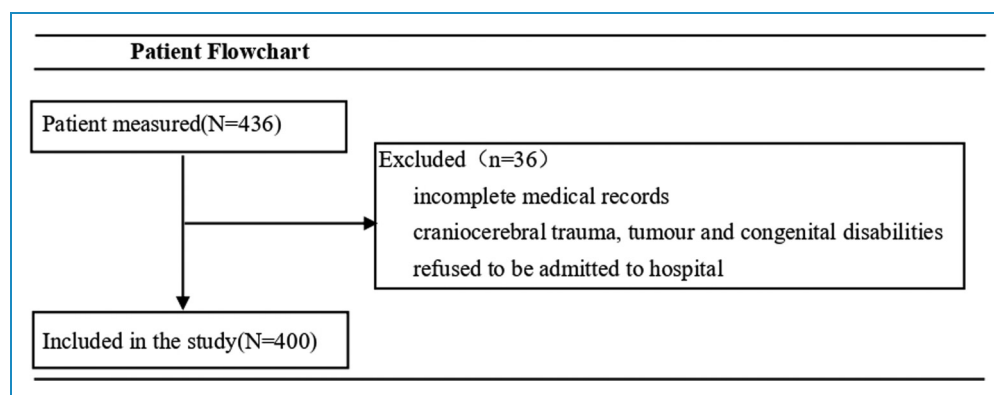 Patient Flowchart
Patient measured(N=436)
Excluded（n=36）
incomplete medical records
craniocerebral trauma, tumour and congenital disabilities
refused to be admitted to hospital
Included in the study(N=400)